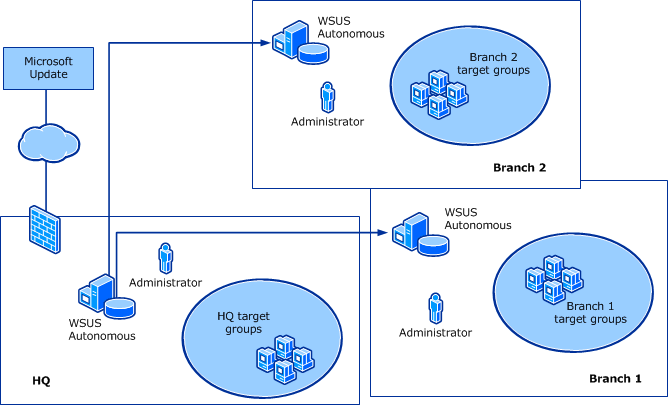 WSUS
Autonomous
Branch 2
target groups
Administrator
Branch 2
Microsoft
Update
WSUS
Autonomous
Administrator
Branch 1
target groups
Branch 1
Administrator
WSUS
Autonomous
HQ target
groups
HQ